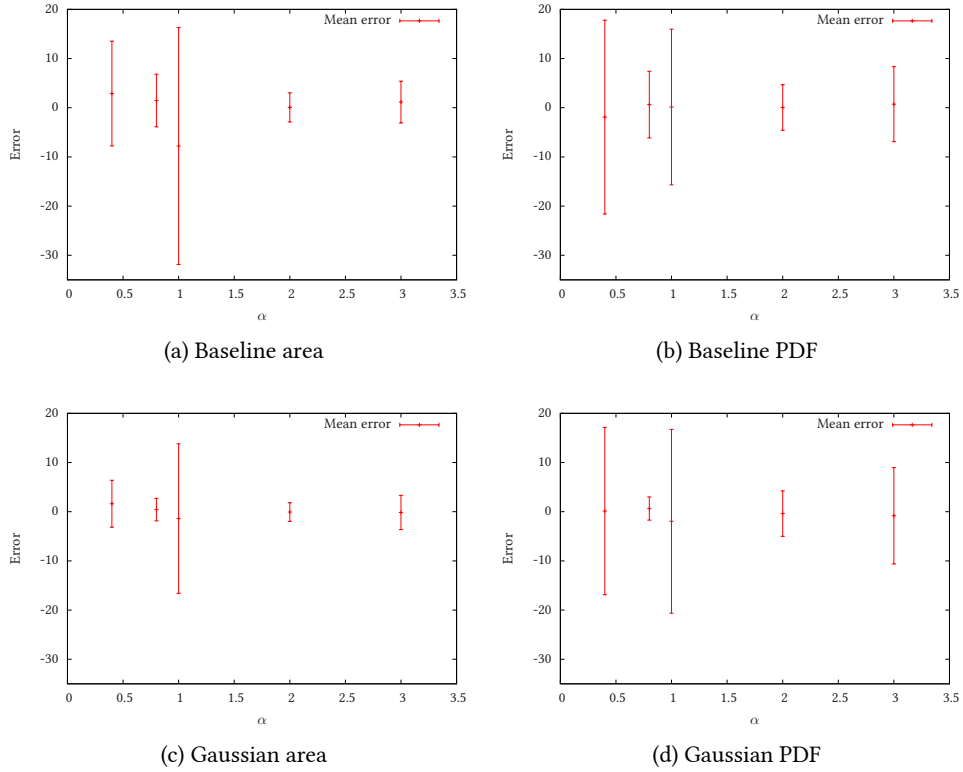 20
Mean error
10
0
Error
-10
-20
-30
0 0.5 1 1.5 2 2.5 3 3.5
α
(a) Baseline area
20
Mean error
10
0
Error
-10
-20
-30
0 0.5 1 1.5 2 2.5 3 3.5
α
(b) Baseline PDF
20
Mean error
10
0
Error
-10
-20
-30
0 0.5 1 1.5 2 2.5 3 3.5
α
(c) Gaussian area
20
Mean error
10
0
Error
-10
-20
-30
0 0.5 1 1.5 2 2.5 3 3.5
α
(d) Gaussian PDF